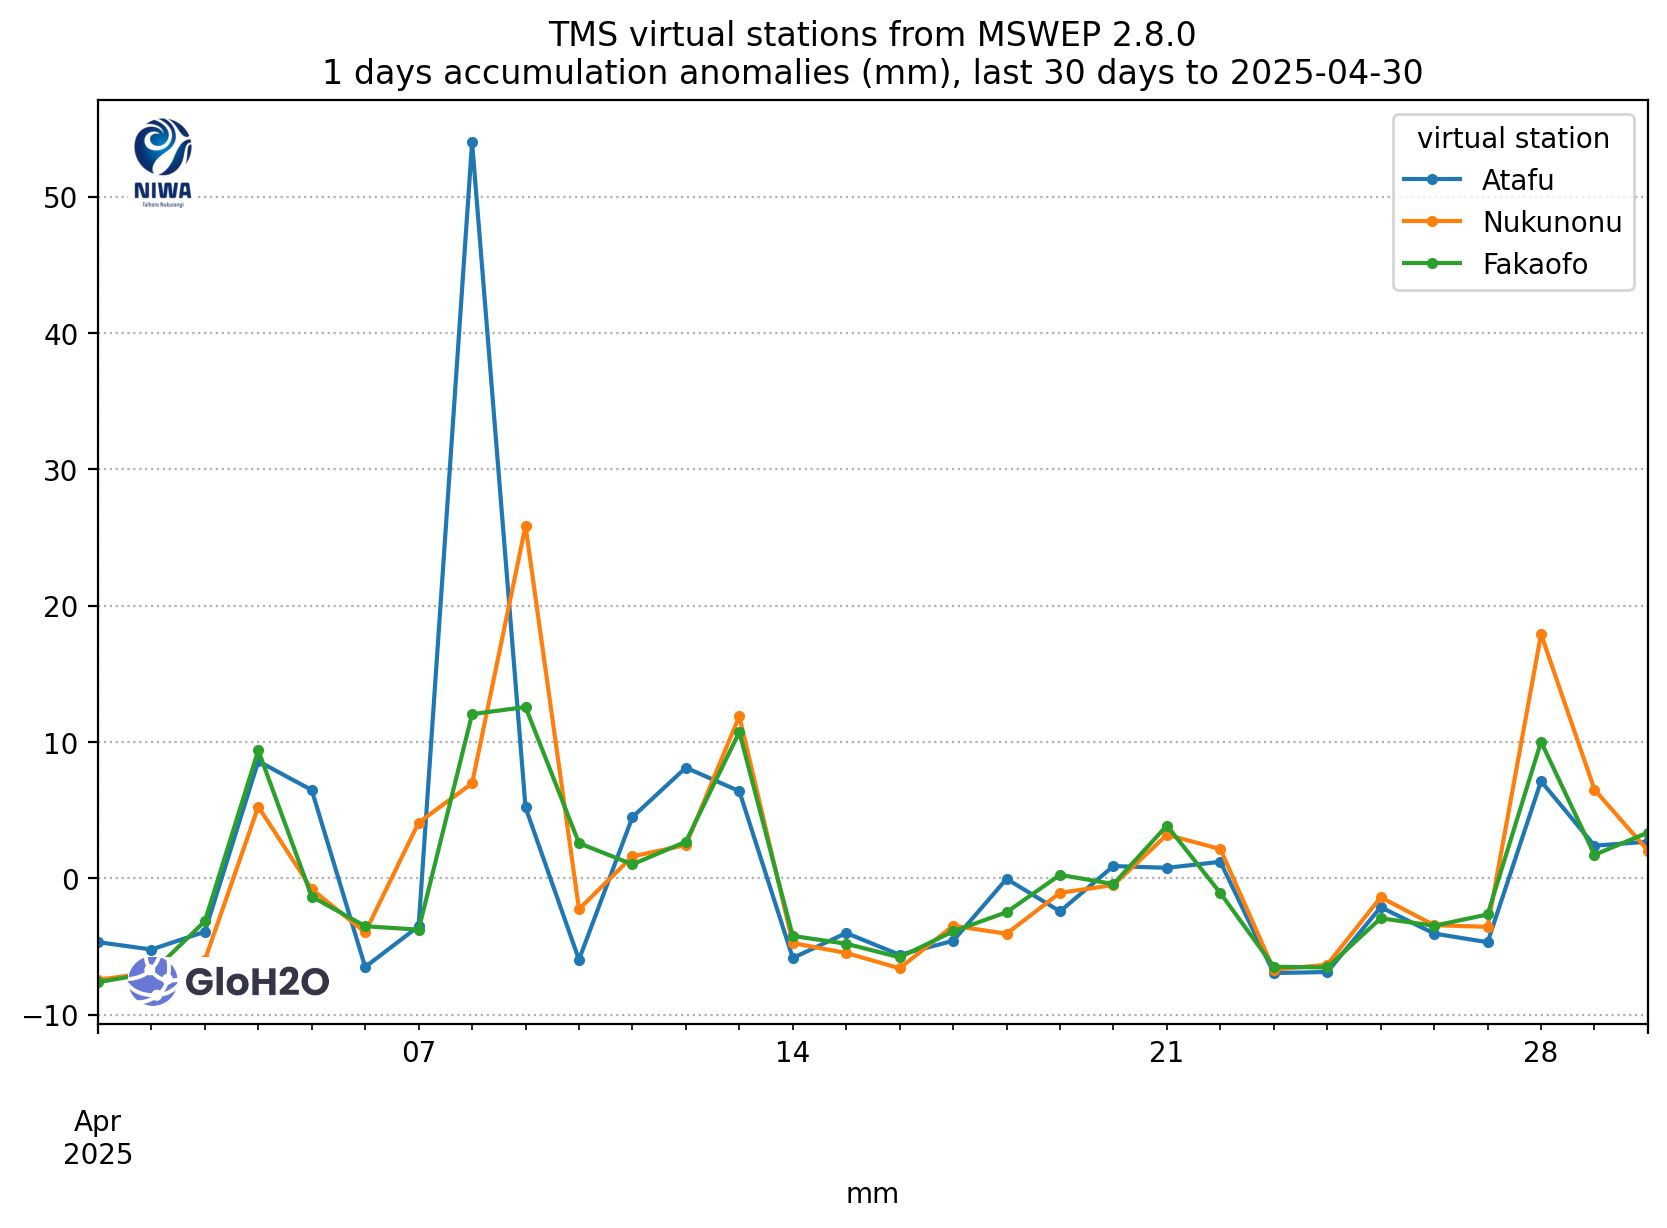 TMS virtual stations from MSWEP 2.8.0
1 days accumulation anomalies (mm), last 30 days to 2025-04-30
NIWA
Taihoro Nukurangi
virtual station
Atafu
Nukunonu
Fakaofo
50
40
30
20
10
0
−10
GloH2O
07
14
21
28
Apr
2025
mm